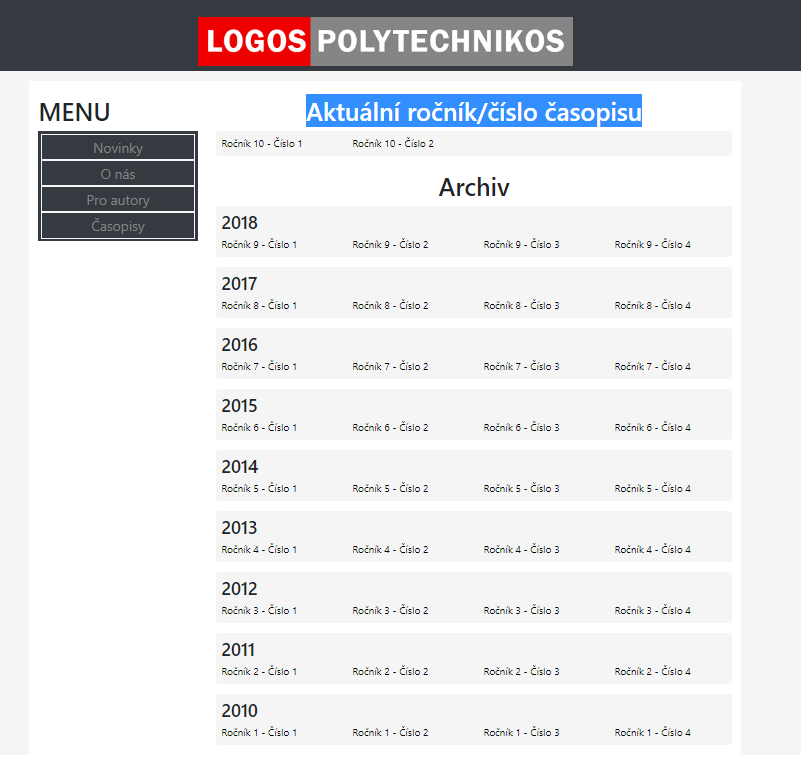 LOGOS POLYTECHNIKOS
MENU
Novinky
O nás
Pro autory
Časopisy
Aktuální ročník/číslo časopisu
Ročník 10 - Číslo 1 Ročník 10 - Číslo 2
Archiv
2018
Ročník 9 - Číslo 1 Ročník 9 - Číslo 2 Ročník 9 - Číslo 3 Ročník 9 - Číslo 4
2017
Ročník 8 - Číslo 1 Ročník 8 - Číslo 2 Ročník 8 - Číslo 3 Ročník 8 - Číslo 4
2016
Ročník 7 - Číslo 1 Ročník 7 - Číslo 2 Ročník 7 - Číslo 3 Ročník 7 - Číslo 4
2015
Ročník 6 - Číslo 1 Ročník 6 - Číslo 2 Ročník 6 - Číslo 3 Ročník 6 - Číslo 4
2014
Ročník 5 - Číslo 1 Ročník 5 - Číslo 2 Ročník 5 - Číslo 3 Ročník 5 - Číslo 4
2013
Ročník 4 - Číslo 1 Ročník 4 - Číslo 2 Ročník 4 - Číslo 3 Ročník 4 - Číslo 4
2012
Ročník 3 - Číslo 1 Ročník 3 - Číslo 2 Ročník 3 - Číslo 3 Ročník 3 - Číslo 4
2011
Ročník 2 - Číslo 1 Ročník 2 - Číslo 2 Ročník 2 - Číslo 3 Ročník 2 - Číslo 4
2010
Ročník 1 - Číslo 1 Ročník 1 - Číslo 2 Ročník 1 - Číslo 3 Ročník 1 - Číslo 4